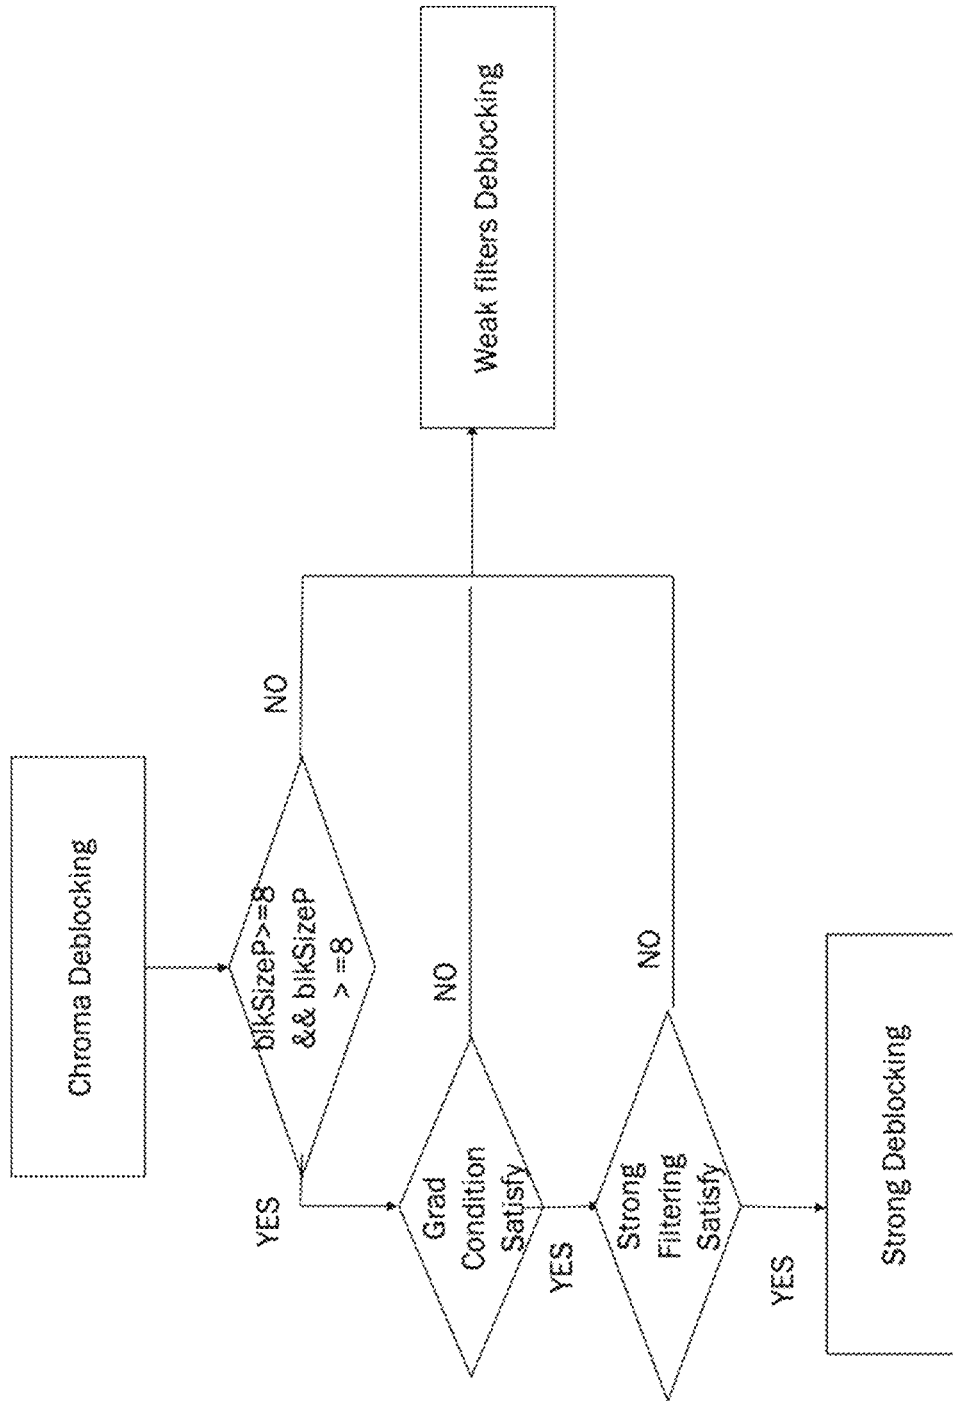 Chroma Deblocking
blkSizeP>=8
&& blkSizeP
> =8
YES
NO
Grad
Condition
Satisfy
YES
NO
Strong
Filtering
Satisfy
YES
NO
Strong Deblocking
Weak filters Deblocking